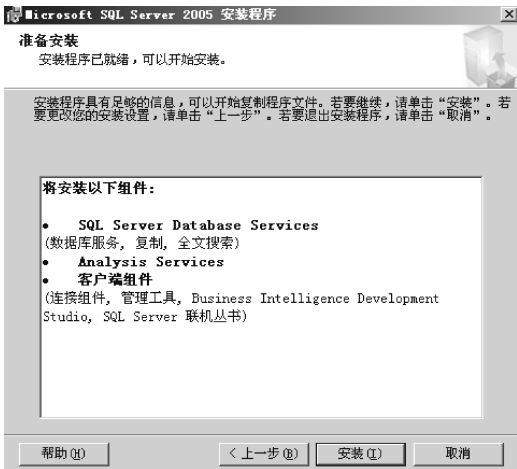 Microsoft SQL Server 2005 安装程序
准备安装
安装程序已就绪，可以开始安装。
安装程序具有足够的信息，可以开始复制程序文件。若要继续，请单击“安装”。若
要更改您的安装设置，请单击“上一步”。若要退出安装程序，请单击“取消”。
将安装以下组件:
• SQL Server Database Services
(数据库服务, 复制, 全文搜索)
• Analysis Services
• 客户端组件
(连接组件, 管理工具, Business Intelligence Development
Studio, SQL Server 联机丛书)
帮助(H) < 上一步(B) 安装(I) 取消